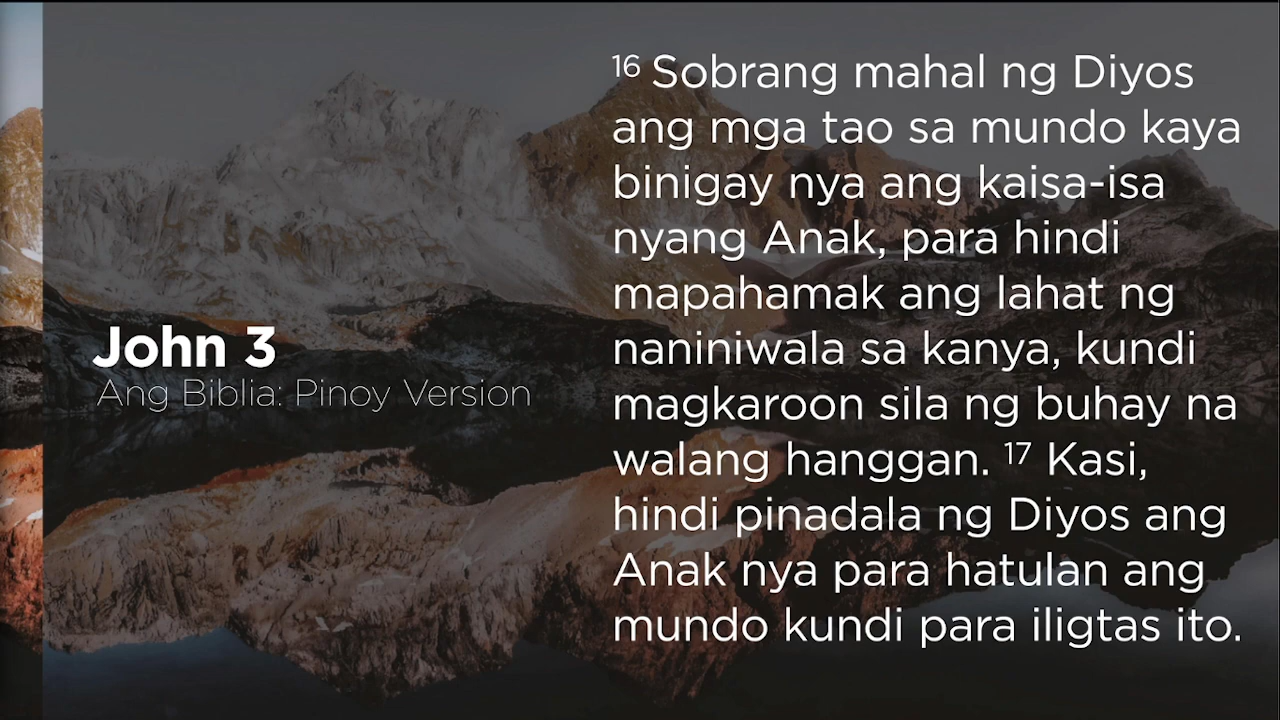 John 3
Ang Biblia: Pinoy Version
16 Sobrang mahal ng Diyos
ang mga tao sa mundo kaya
binigay nya ang kaisa-isa
nyang Anak, para hindi
mapahamak ang lahat ng
naniniwala sa kanya, kundi
magkaroon sila ng buhay na
walang hanggan. 17 Kasi,
hindi pinadala ng Diyos ang
Anak nya para hatulan ang
mundo kundi para iligtas ito.